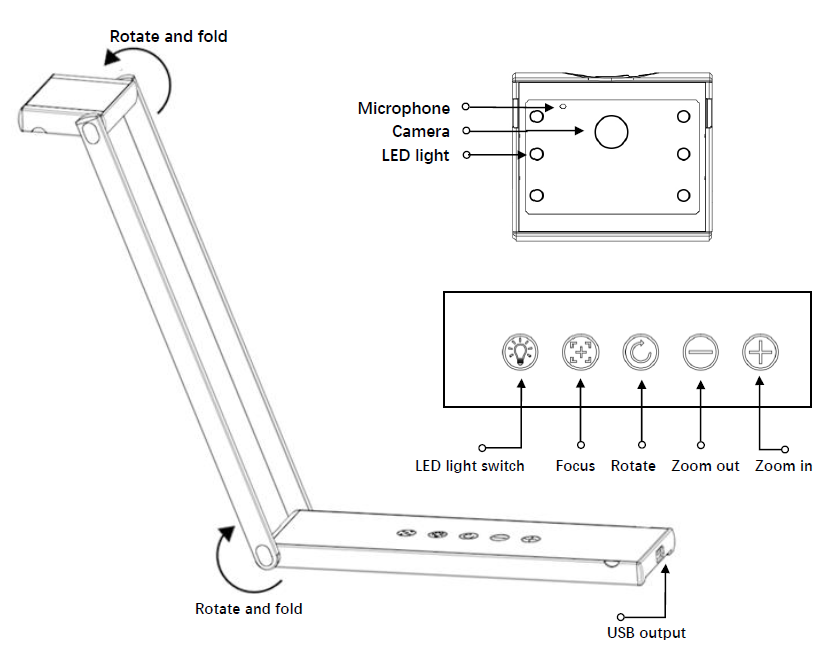 Rotate and fold
Microphone
Camera
LED light
LED light switch
Focus
Rotate
Zoom out
Zoom in
Rotate and fold
USB output